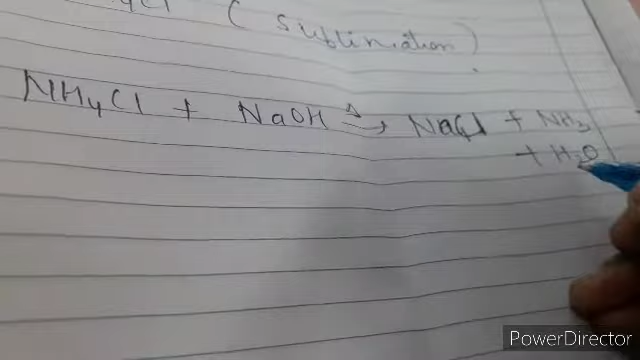 (Sublimation)
NH4Cl + NaOH Δ→ NaCl + NH3
+ H2O
PowerDirector